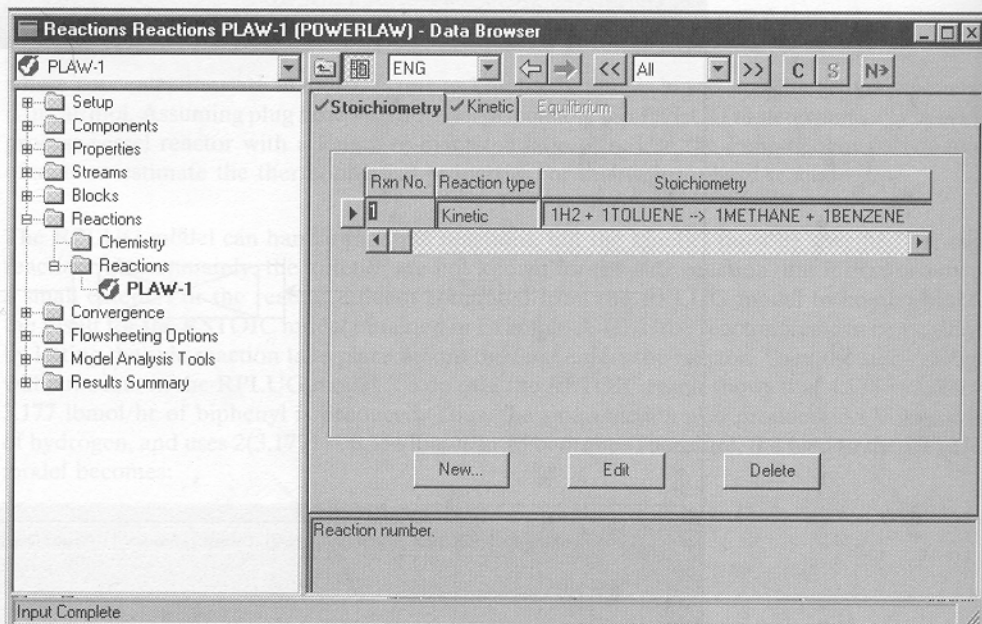 Reactions Reactions PLAW-1 (POWERLAW) - Data Browser
PLAW-1
ENG
All
<<
>>
C
S
N>
Setup
Components
Properties
Streams
Blocks
Reactions
Chemistry
Reactions
PLAW-1
Convergence
Flowsheeting Options
Model Analysis Tools
Results Summary
Stoichiometry Kinetic Equilibrium
Rxn No. Reaction type Stoichiometry
1 Kinetic 1H2 + 1TOLUENE --> 1METHANE + 1BENZENE
New... Edit Delete
Reaction number.
Input Complete